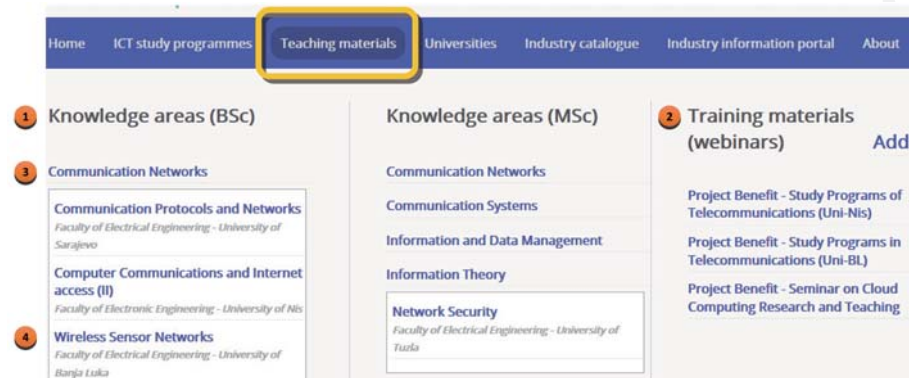 Home ICT study programmes Teaching materials Universities Industry catalogue Industry information portal About
1 Knowledge areas (BSc)
3 Communication Networks
Communication Protocols and Networks
Faculty of Electrical Engineering - University of
Sarajevo
Computer Communications and Internet
access (II)
Faculty of Electronic Engineering - University of Nis
4 Wireless Sensor Networks
Faculty of Electrical Engineering - University of
Banja Luka
Knowledge areas (MSc)
Communication Networks
Communication Systems
Information and Data Management
Information Theory
Network Security
Faculty of Electrical Engineering - University of
Tuzla
2 Training materials
(webinars) Add
Project Benefit - Study Programs of
Telecommunications (Uni-Nis)
Project Benefit - Study Programs in
Telecommunications (Uni-BL)
Project Benefit - Seminar on Cloud
Computing Research and Teaching